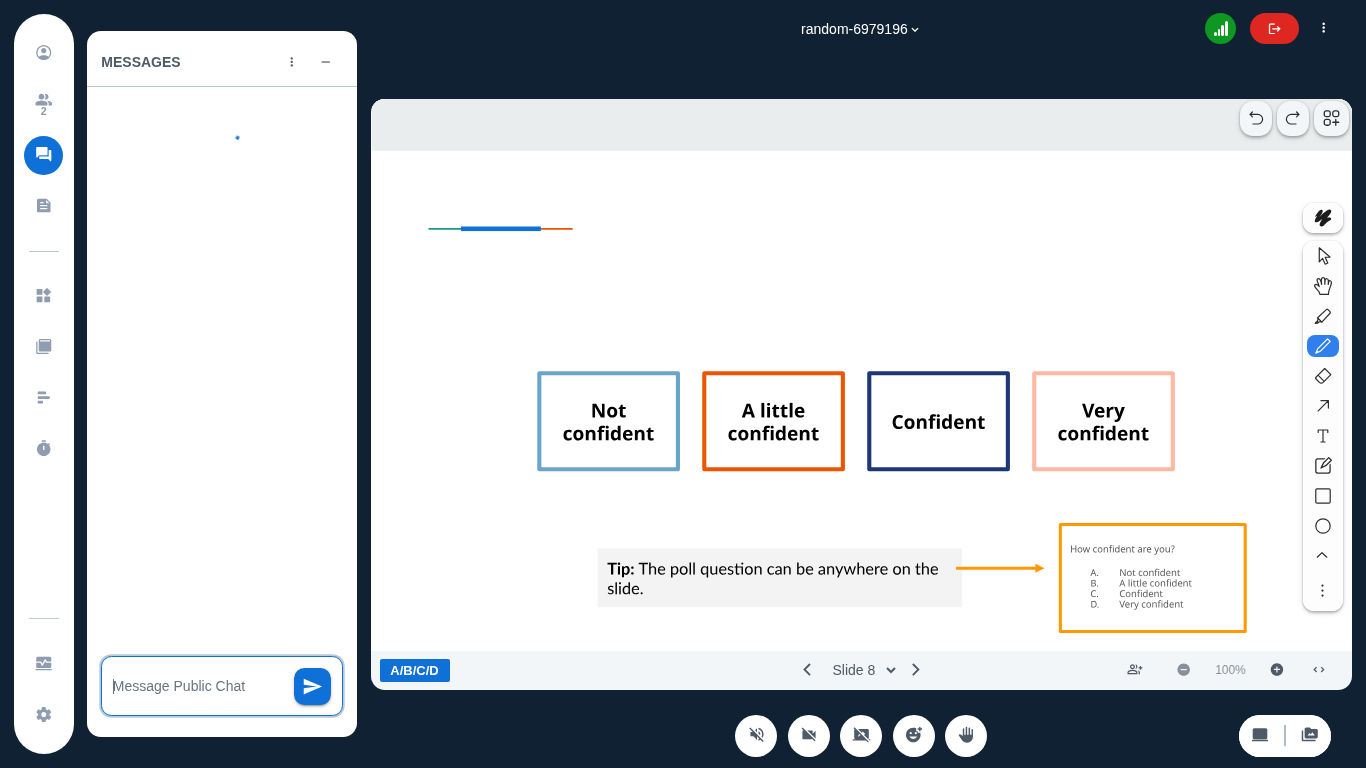 random-6979196
MESSAGES
2
Not
confident
A little
confident
Confident
Very
confident
Tip: The poll question can be anywhere on the
slide.
How confident are you?
A. Not confident
B. A little confident
C. Confident
D. Very confident
A/B/C/D
Slide 8
100%
Message Public Chat